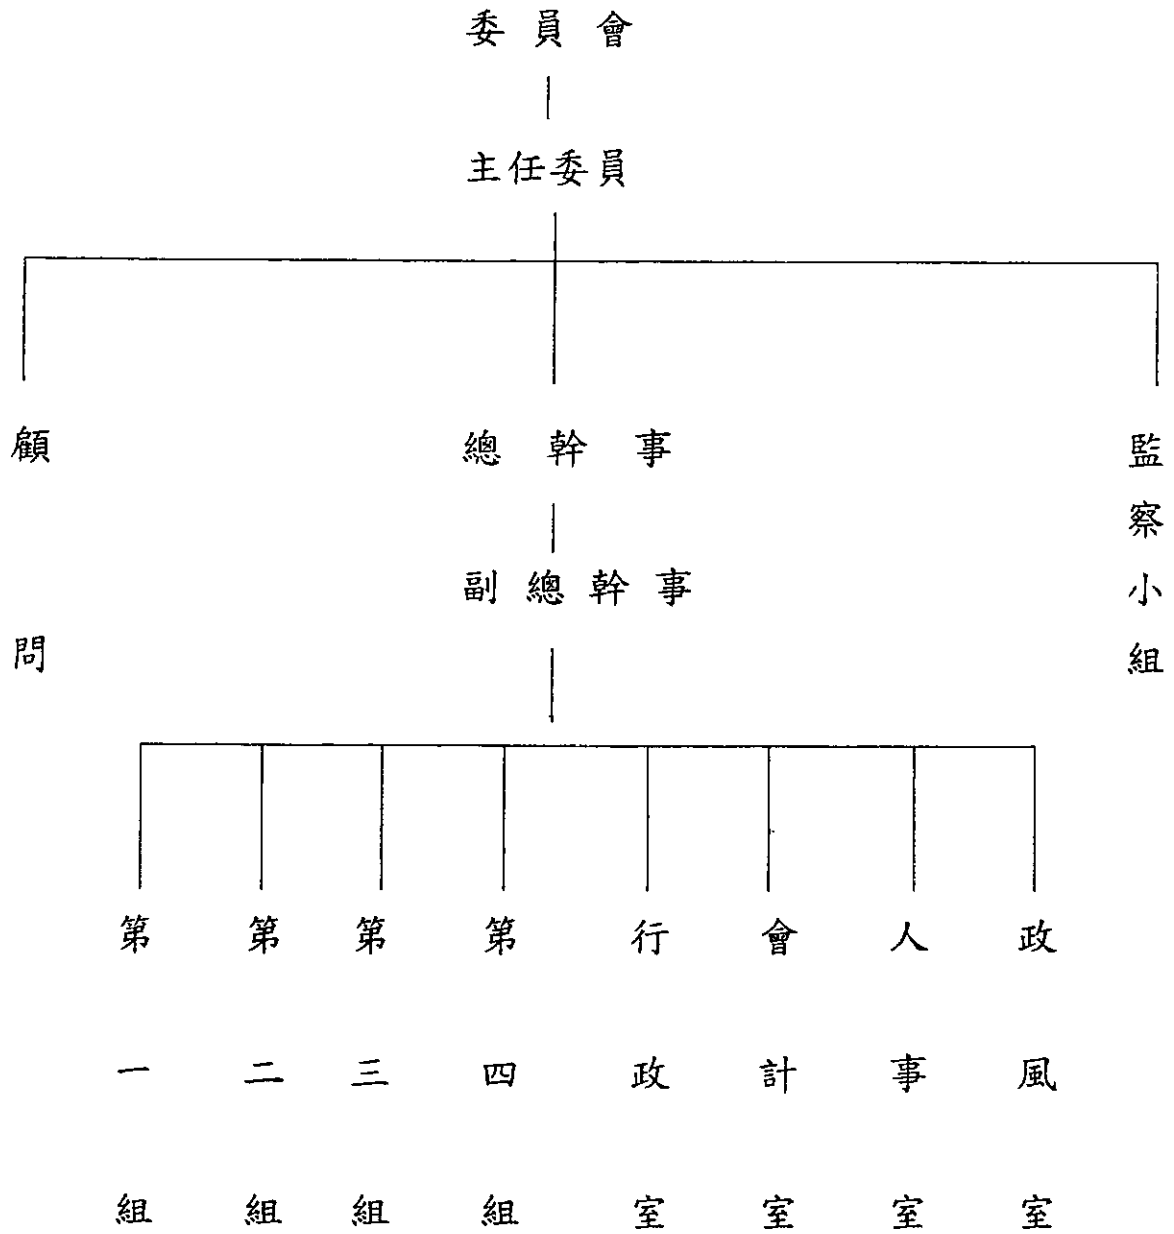 委員會
主任委員
顧問
總幹事
監察小組
副總幹事
第一組
第二組
第三組
第四組
行政室
會計室
人事室
政風室